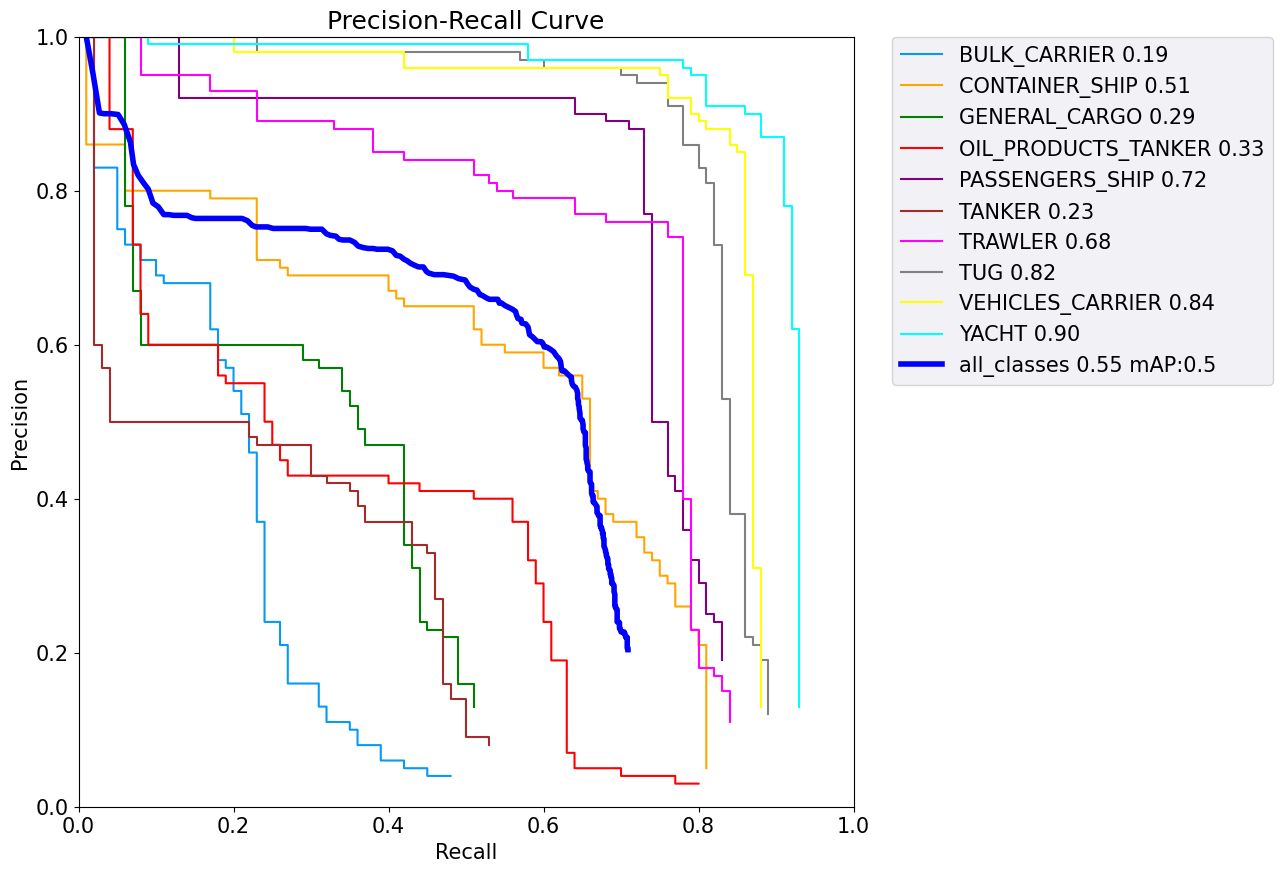 Precision-Recall Curve
1.0
0.8
0.6
0.4
0.2
0.0
Precision
0.0 0.2 0.4 0.6 0.8 1.0
Recall
BULK_CARRIER 0.19
CONTAINER_SHIP 0.51
GENERAL_CARGO 0.29
OIL_PRODUCTS_TANKER 0.33
PASSENGERS_SHIP 0.72
TANKER 0.23
TRAWLER 0.68
TUG 0.82
VEHICLES_CARRIER 0.84
YACHT 0.90
all_classes 0.55 mAP:0.5